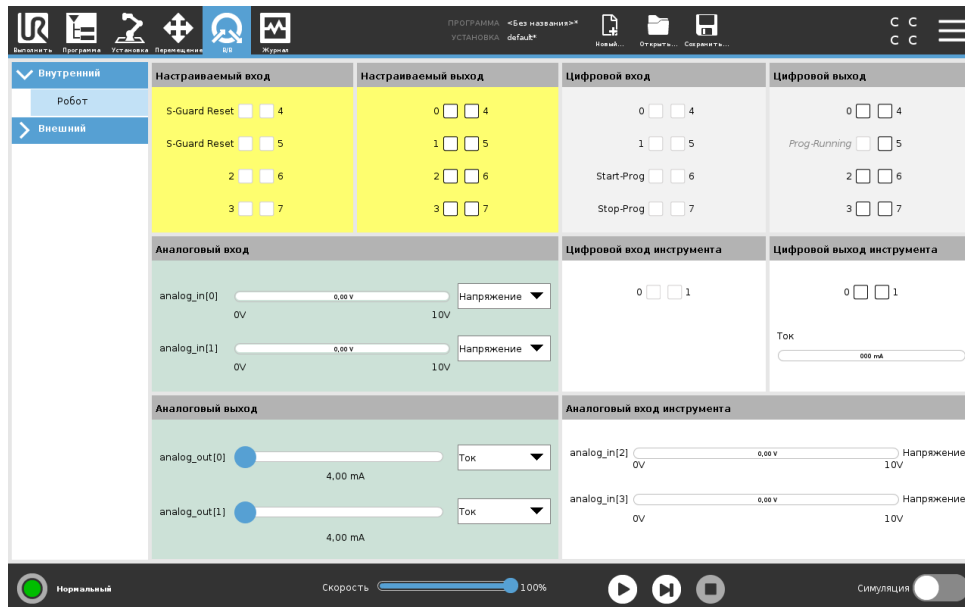 ПРОГРАММА <Без названия>*
УСТАНОВКА default*
C C
C C
Выполнить Программа Установка Перемещение В/В Журнал Новый... Открыть... Сохранить...
Внутренний
Робот
Внешний
Настраиваемый вход
S-Guard Reset 4
S-Guard Reset 5
2 6
3 7
Настраиваемый выход
0 4
1 5
2 6
3 7
Цифровой вход
0 4
1 5
Start-Prog 6
Stop-Prog 7
Цифровой выход
0 4
Prog-Running 5
2 6
3 7
Аналоговый вход
analog_in[0] 0,00 V Напряжение
0V 10V
analog_in[1] 0,00 V Напряжение
0V 10V
Цифровой вход инструмента
0 1
Цифровой выход инструмента
0 1
Ток
000 mA
Аналоговый выход
analog_out[0] Ток
4,00 mA
analog_out[1] Ток
4,00 mA
Аналоговый вход инструмента
analog_in[2] 0,00 V Напряжение
0V 10V
analog_in[3] 0,00 V Напряжение
0V 10V
Нормальный Скорость 100% Симуляция